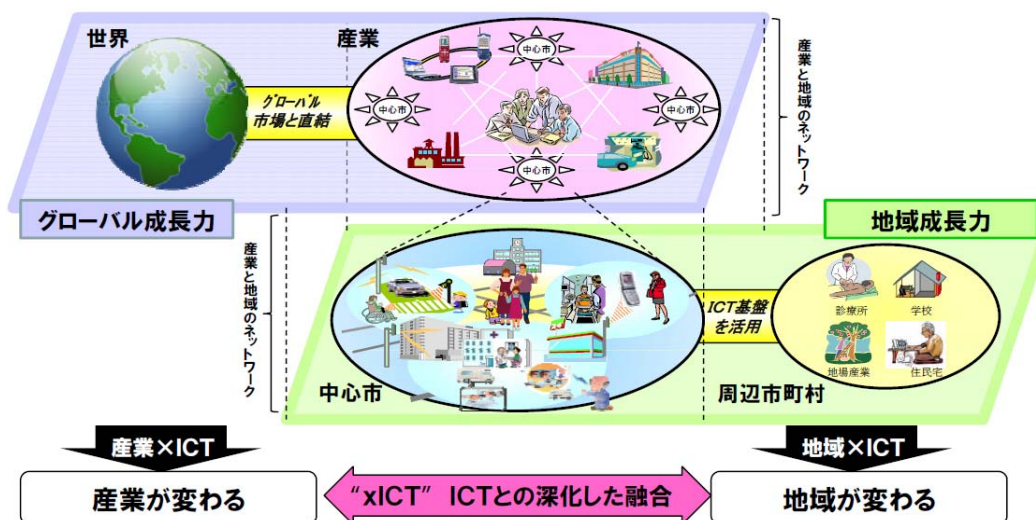 世界
産業
中心市
グローバル
市場と直結
中心市
中心市
中心市
産業と地域のネットワーク
グローバル成長力
地域成長力
産業と地域のネットワーク
診療所
学校
ICT基盤
を活用
地場産業
住民宅
中心市
周辺市町村
産業×ICT
地域×ICT
産業が変わる
“xICT” ICTとの深化した融合
地域が変わる